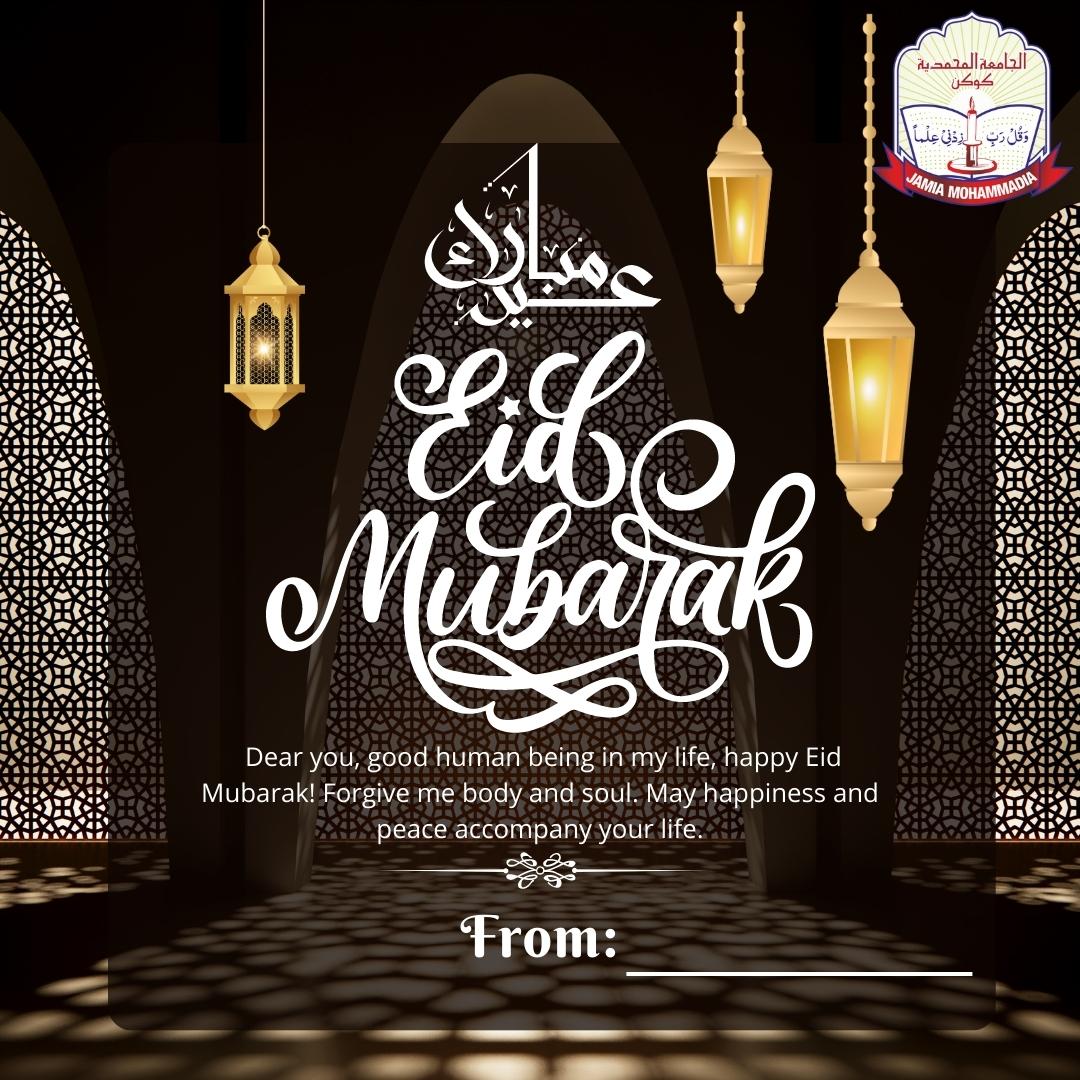 الجامعة المحمدية
كوكن
وَقُلْ رَبِّ زِدْنِي عِلْمًا
JAMIA MOHAMMADIA
عيد مبارك
Eid
Mubarak
Dear you, good human being in my life, happy Eid
Mubarak! Forgive me body and soul. May happiness and
peace accompany your life.
From: